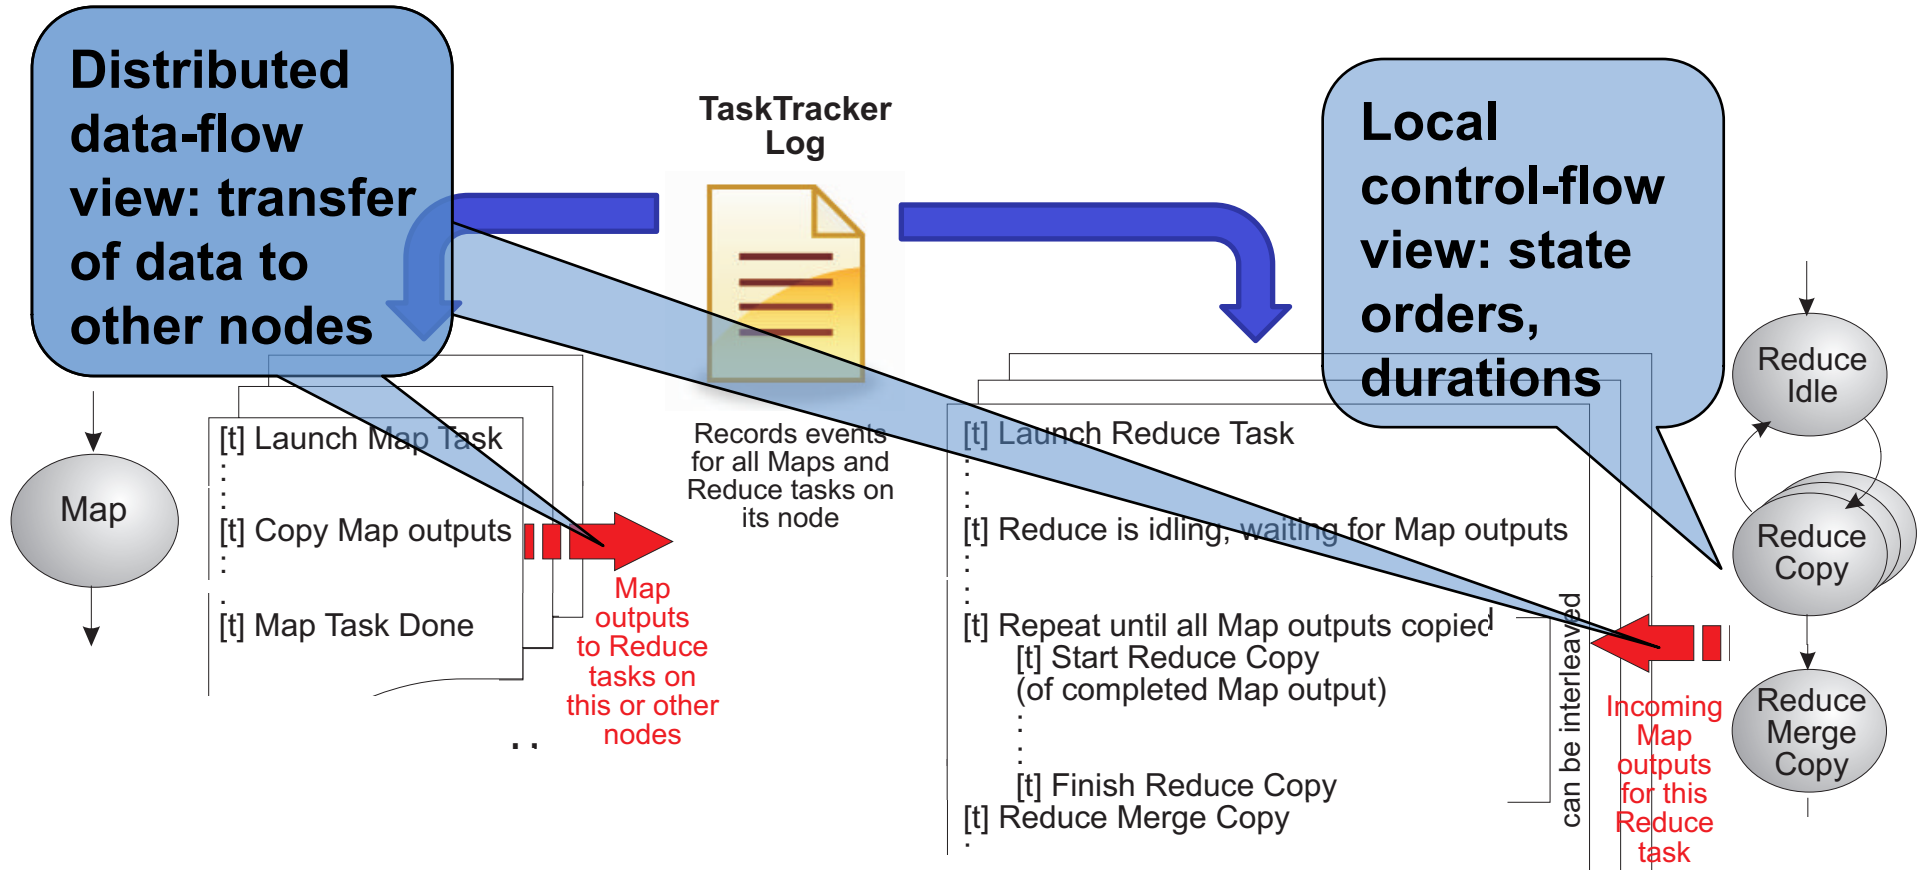 Distributed
data-flow
view: transfer
of data to
other nodes
TaskTracker
Log
Local
control-flow
view: state
orders,
durations
Map
[t] Launch Map Task
:
:
[t] Copy Map outputs
:
:
[t] Map Task Done
Map
outputs
to Reduce
tasks on
this or other
nodes
Records events
for all Maps and
Reduce tasks on
its node
[t] Launch Reduce Task
:
:
[t] Reduce is idling, waiting for Map outputs
:
:
[t] Repeat until all Map outputs copied
[t] Start Reduce Copy
(of completed Map output)
:
:
[t] Finish Reduce Copy
[t] Reduce Merge Copy
can be interleaved
Incoming
Map
outputs
for this
Reduce
task
Reduce
Idle
Reduce
Copy
Reduce
Merge
Copy